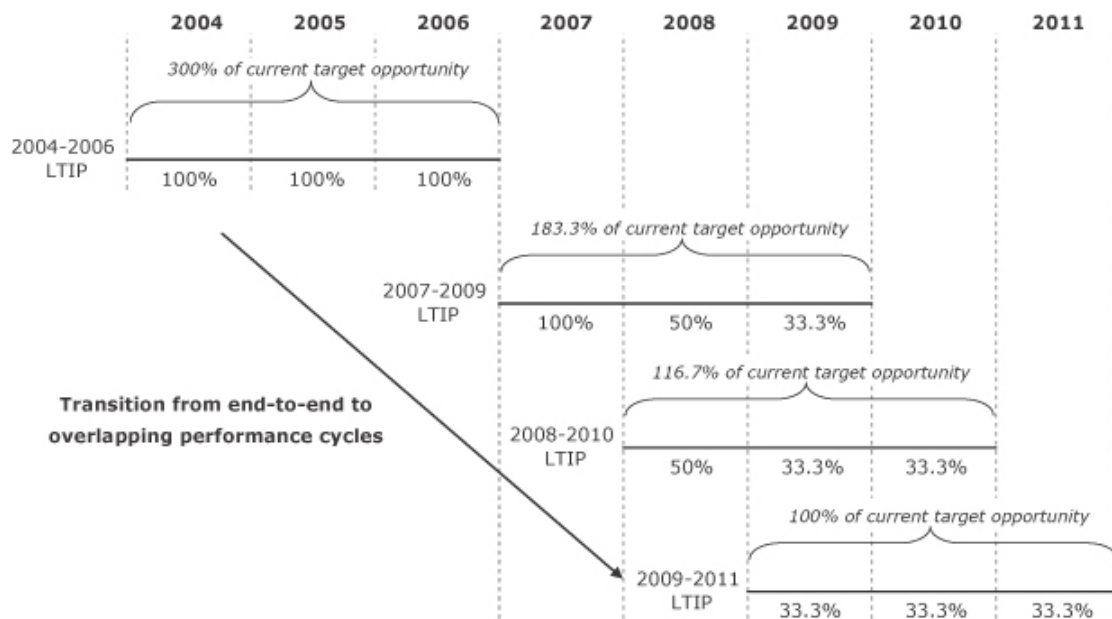 2004 2005 2006 2007 2008 2009 2010 2011
300% of current target opportunity
2004-2006
LTIP
100% 100% 100%
183.3% of current target opportunity
2007-2009
LTIP
100% 50% 33.3%
116.7% of current target opportunity
Transition from end-to-end to
overlapping performance cycles
2008-2010
LTIP
50% 33.3% 33.3%
100% of current target opportunity
2009-2011
LTIP
33.3% 33.3% 33.3%